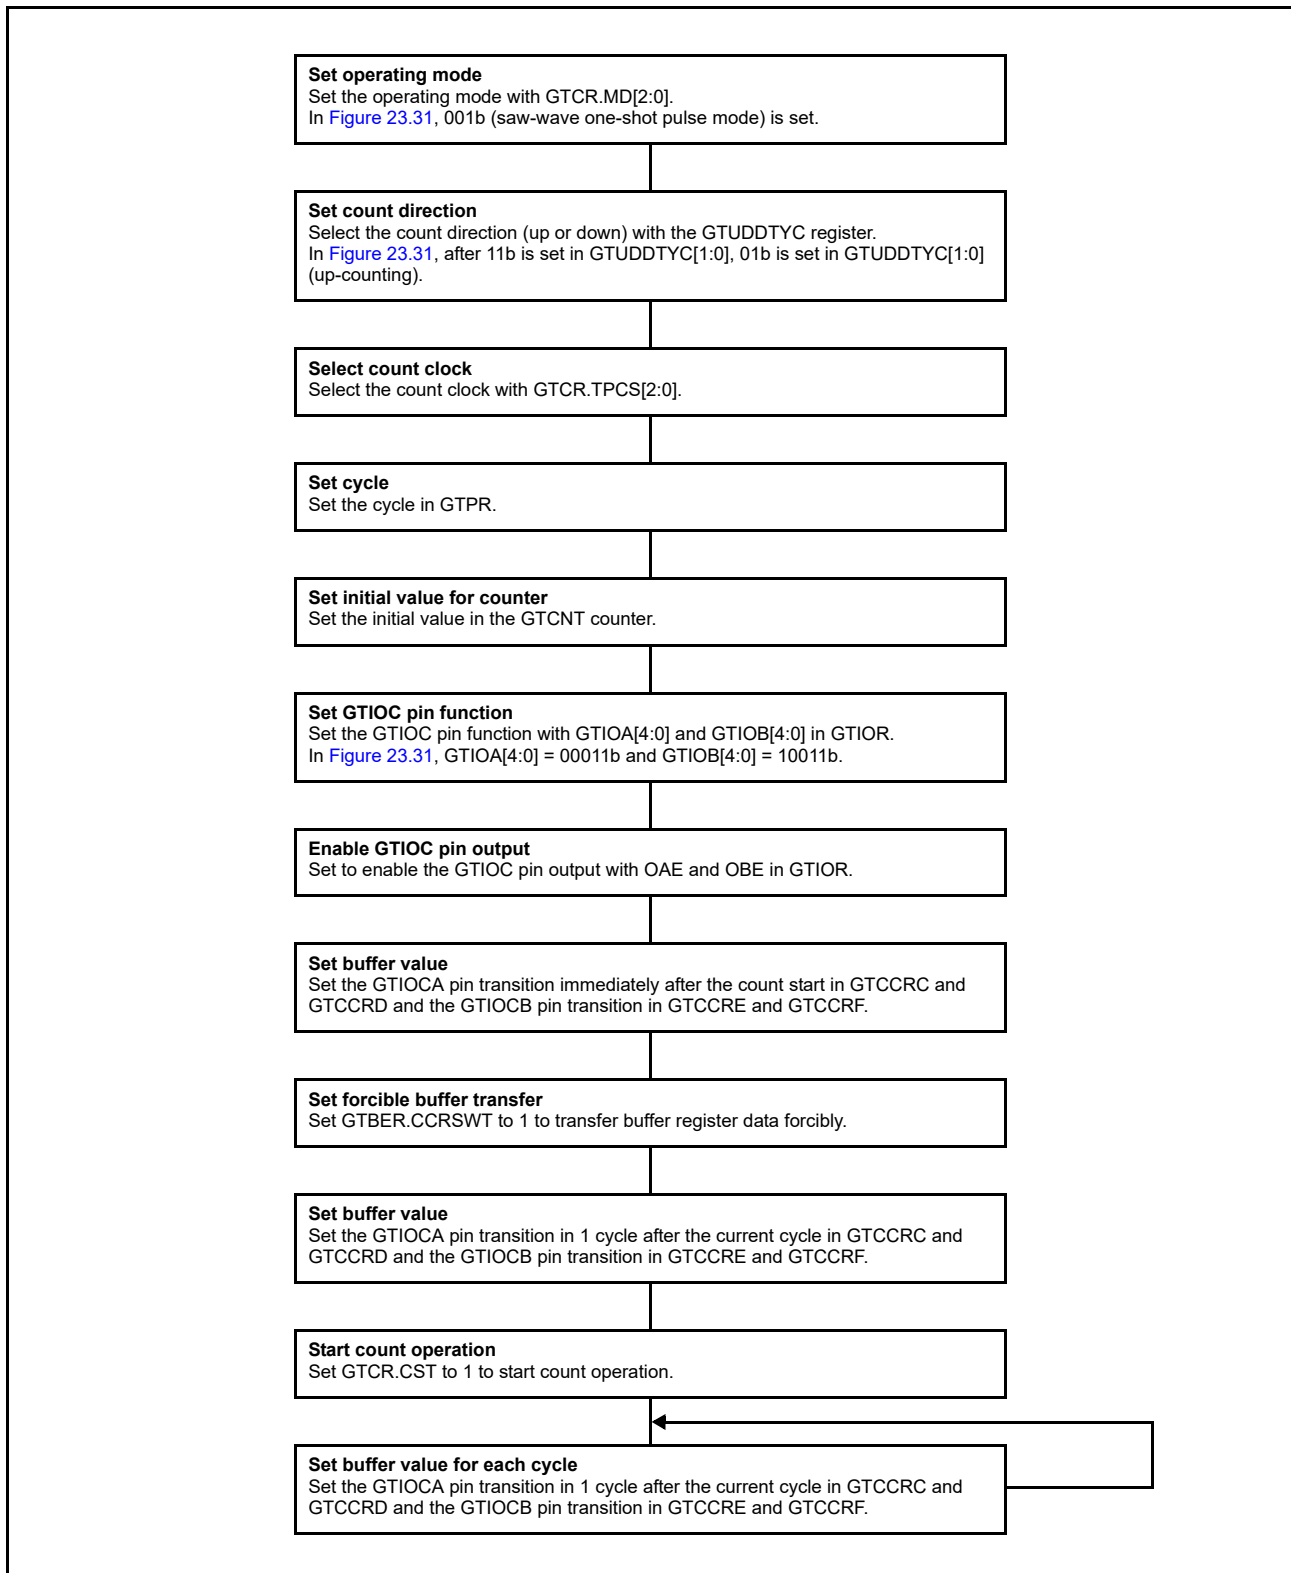 Set operating mode
Set the operating mode with GTCR.MD[2:0].
In Figure 23.31, 001b (saw-wave one-shot pulse mode) is set.
Set count direction
Select the count direction (up or down) with the GTUDDTYC register.
In Figure 23.31, after 11b is set in GTUDDTYC[1:0], 01b is set in GTUDDTYC[1:0]
(up-counting).
Select count clock
Select the count clock with GTCR.TPCS[2:0].
Set cycle
Set the cycle in GTPR.
Set initial value for counter
Set the initial value in the GTCNT counter.
Set GTIOC pin function
Set the GTIOC pin function with GTIOA[4:0] and GTIOB[4:0] in GTIOR.
In Figure 23.31, GTIOA[4:0] = 00011b and GTIOB[4:0] = 10011b.
Enable GTIOC pin output
Set to enable the GTIOC pin output with OAE and OBE in GTIOR.
Set buffer value
Set the GTIOCA pin transition immediately after the count start in GTCCRC and
GTCCRD and the GTIOCB pin transition in GTCCRE and GTCCRF.
Set forcible buffer transfer
Set GTBER.CCRSWT to 1 to transfer buffer register data forcibly.
Set buffer value
Set the GTIOCA pin transition in 1 cycle after the current cycle in GTCCRC and
GTCCRD and the GTIOCB pin transition in GTCCRE and GTCCRF.
Start count operation
Set GTCR.CST to 1 to start count operation.
Set buffer value for each cycle
Set the GTIOCA pin transition in 1 cycle after the current cycle in GTCCRC and
GTCCRD and the GTIOCB pin transition in GTCCRE and GTCCRF.